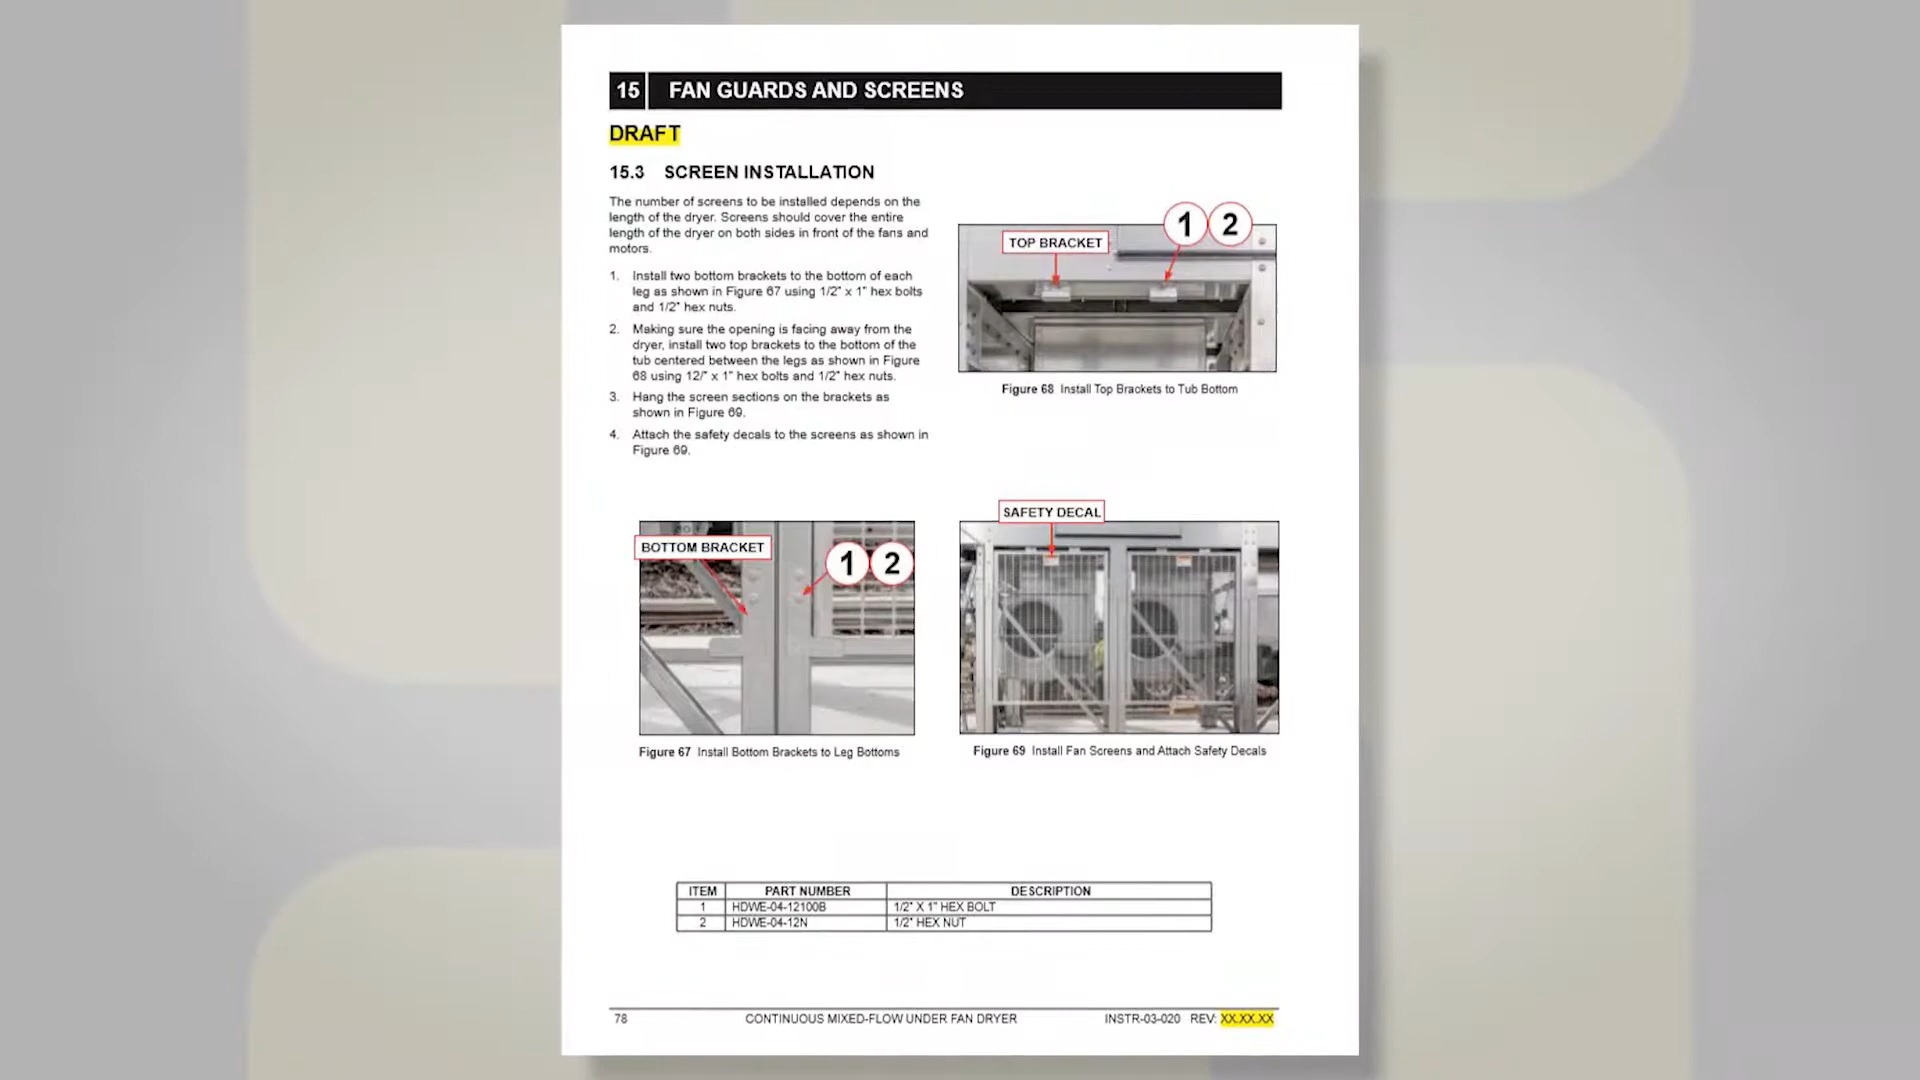 15 FAN GUARDS AND SCREENS
DRAFT
15.3 SCREEN INSTALLATION
The number of screens to be installed depends on the
length of the dryer. Screens should cover the entire
length of the dryer on both sides in front of the fans and
motors.
1. Install two bottom brackets to the bottom of each
leg as shown in Figure 67 using 1/2" x 1" hex bolts
and 1/2" hex nuts.
2. Making sure the opening is facing away from the
dryer, install two top brackets to the bottom of the
tub centered between the legs as shown in Figure
68 using 12/" x 1" hex bolts and 1/2" hex nuts.
3. Hang the screen sections on the brackets as
shown in Figure 69.
4. Attach the safety decals to the screens as shown in
Figure 69.
TOP BRACKET
1 2
Figure 68 Install Top Brackets to Tub Bottom
BOTTOM BRACKET
1 2
Figure 67 Install Bottom Brackets to Leg Bottoms
SAFETY DECAL
Figure 69 Install Fan Screens and Attach Safety Decals
ITEM PART NUMBER DESCRIPTION
1 HDWE-04-12100B 1/2" X 1" HEX BOLT
2 HDWE-04-12N 1/2" HEX NUT
78 CONTINUOUS MIXED-FLOW UNDER FAN DRYER INSTR-03-020 REV: XX.XX.XX